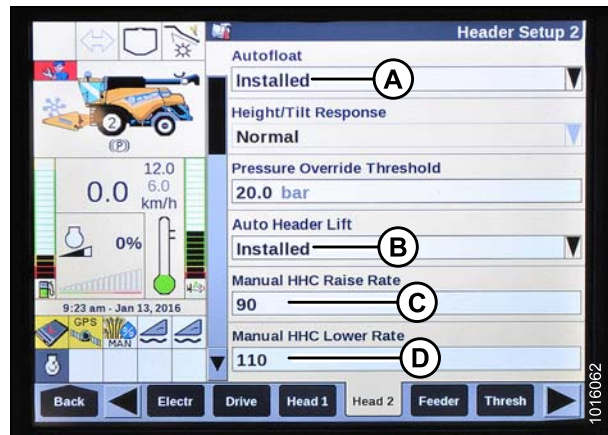 Header Setup 2
Autofloat
Installed
A
Height/Tilt Response
Normal
Pressure Override Threshold
20.0 bar
Auto Header Lift
Installed
B
Manual HHC Raise Rate
90
C
Manual HHC Lower Rate
110
D
2
(P)
12.0
6.0
0.0 km/h
0%
9:23 am - Jan 13, 2016
GPS
MAN
Back
Electr
Drive
Head 1
Head 2
Feeder
Thresh
1016062